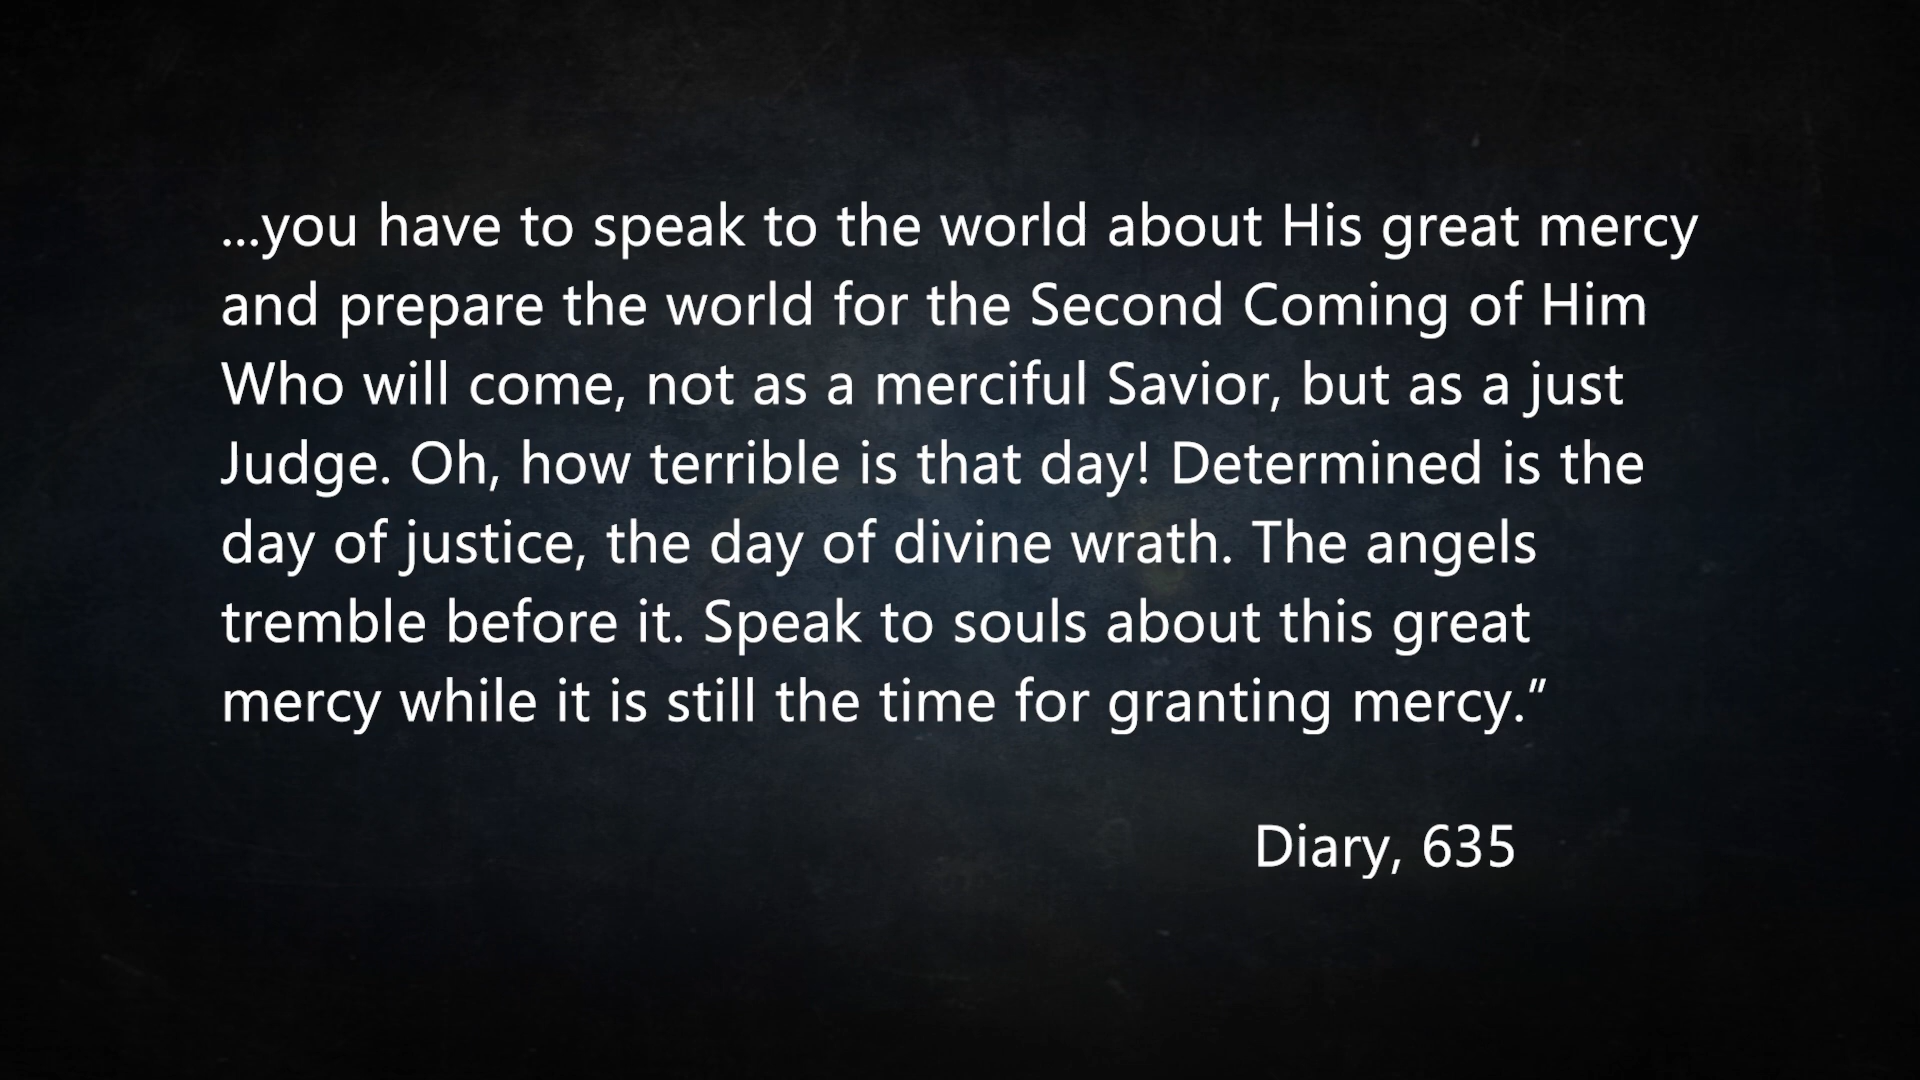 ...you have to speak to the world about His great mercy
and prepare the world for the Second Coming of Him
Who will come, not as a merciful Savior, but as a just
Judge. Oh, how terrible is that day! Determined is the
day of justice, the day of divine wrath. The angels
tremble before it. Speak to souls about this great
mercy while it is still the time for granting mercy.”
Diary, 635